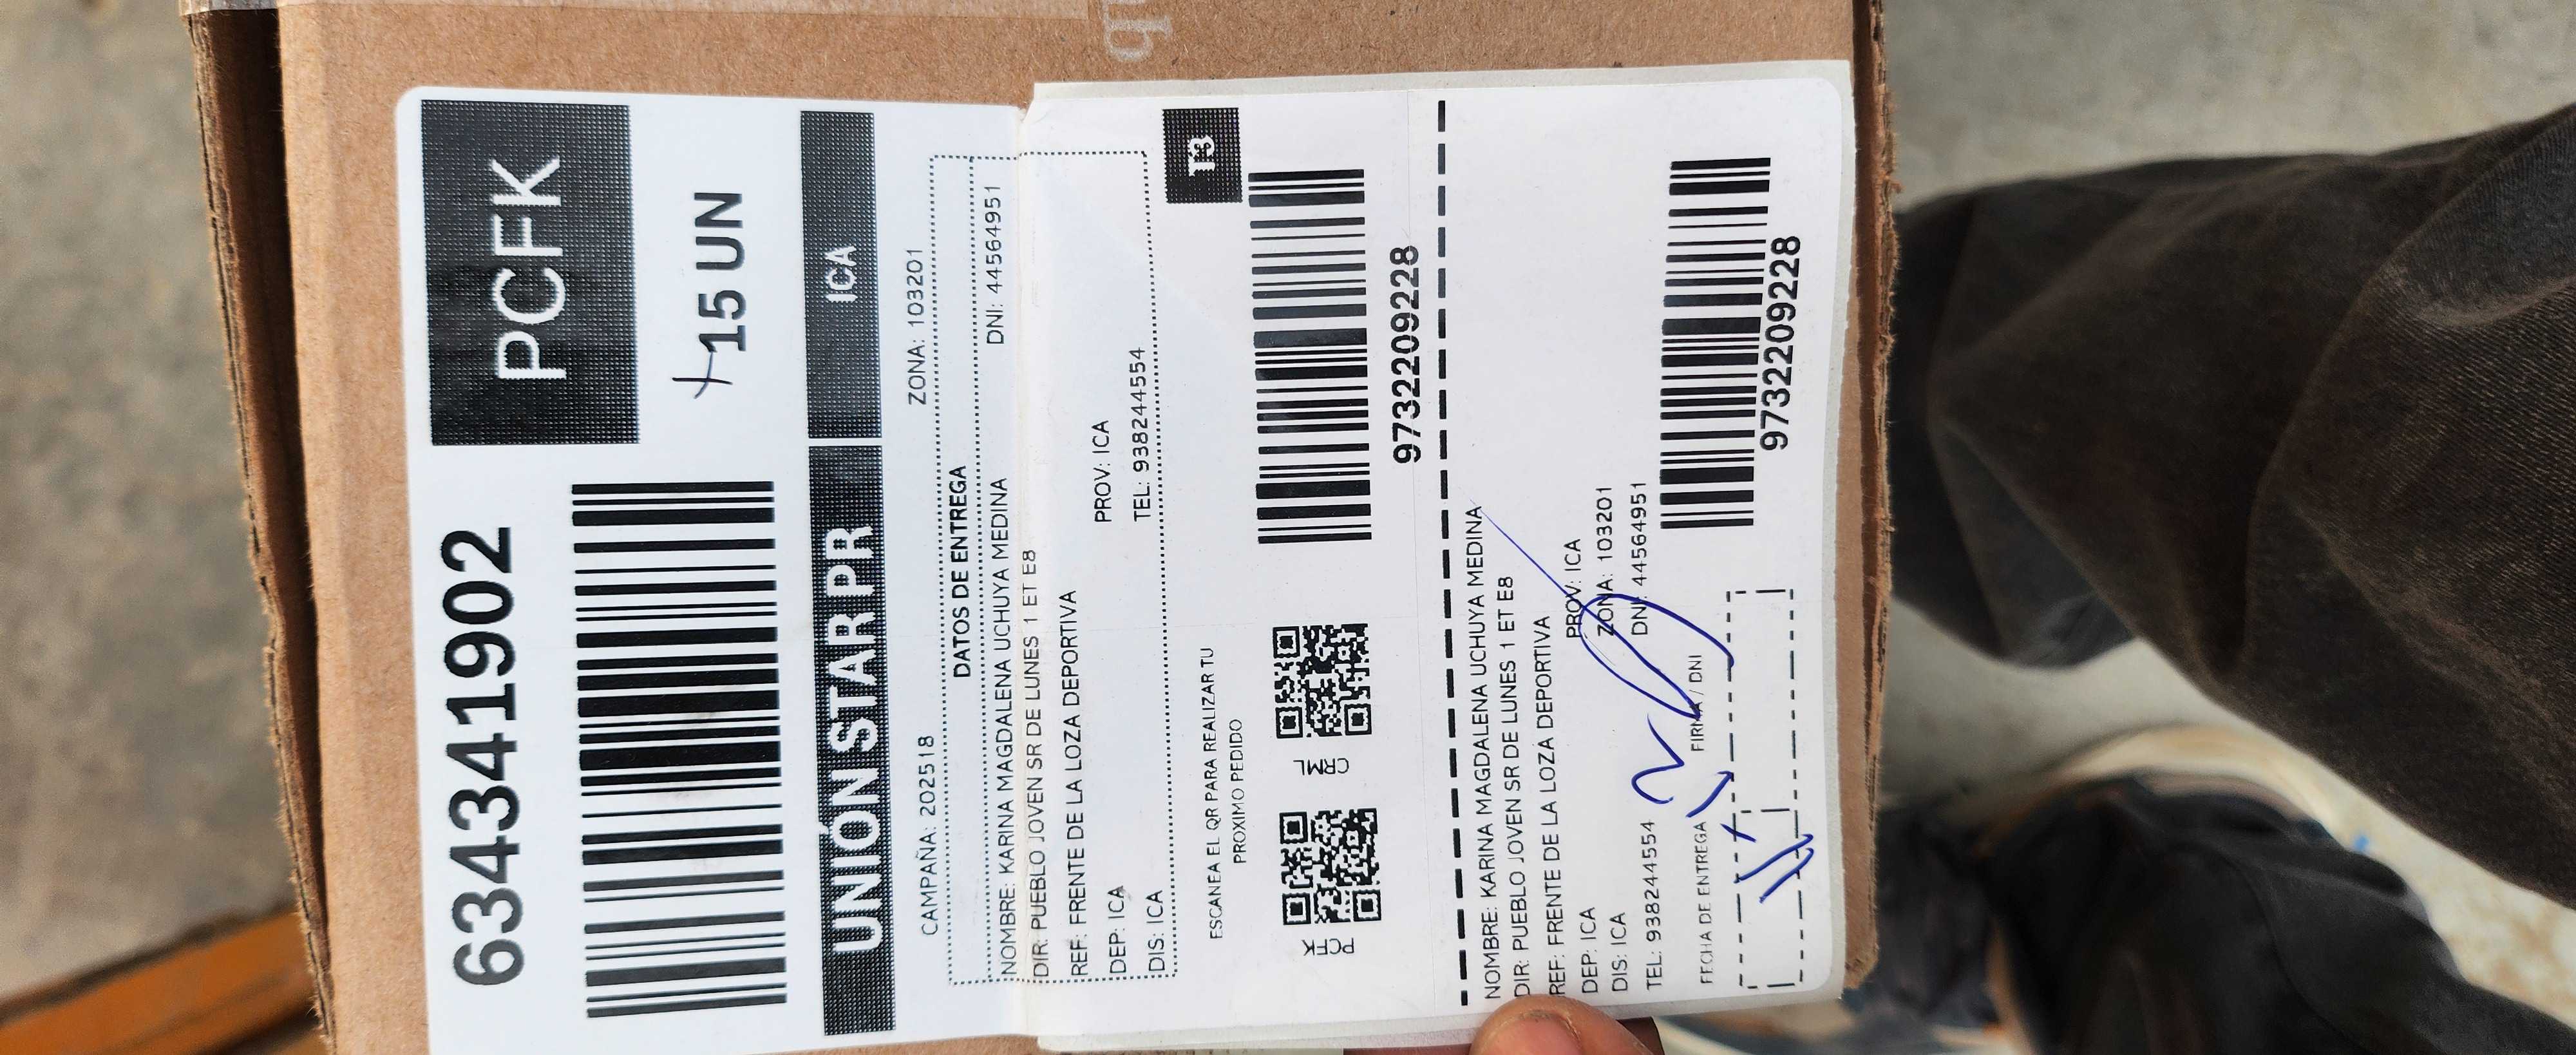 6343341902
PCFK
15 UN
UNIÓN STAR PR
ICA
CAMPAÑA: 202518
ZONA: 103201
DATOS DE ENTREGA
NOMBRE: KARINA MAGDALENA UCHUYA MEDINA
DNI: 44564951
DIR: PUEBLO JOVEN SR DE LUNES 1 ET E8
REF: FRENTE DE LA LOZA DEPORTIVA
DEP: ICA
PROV: ICA
DIS: ICA
TEL: 938244554
T3
ESCANEA EL QR PARA REALIZAR TU
PROXIMO PEDIDO
PCFK
CRML
9732209228
NOMBRE: KARINA MAGDALENA UCHUYA MEDINA
DIR: PUEBLO JOVEN SR DE LUNES 1 ET E8
REF: FRENTE DE LA LOZA DEPORTIVA
DEP: ICA
PROV: ICA
DIS: ICA
ZONA: 103201
TEL: 938244554
DNI: 44564951
FECHA DE ENTREGA
FIRMA / DNI
9732209228